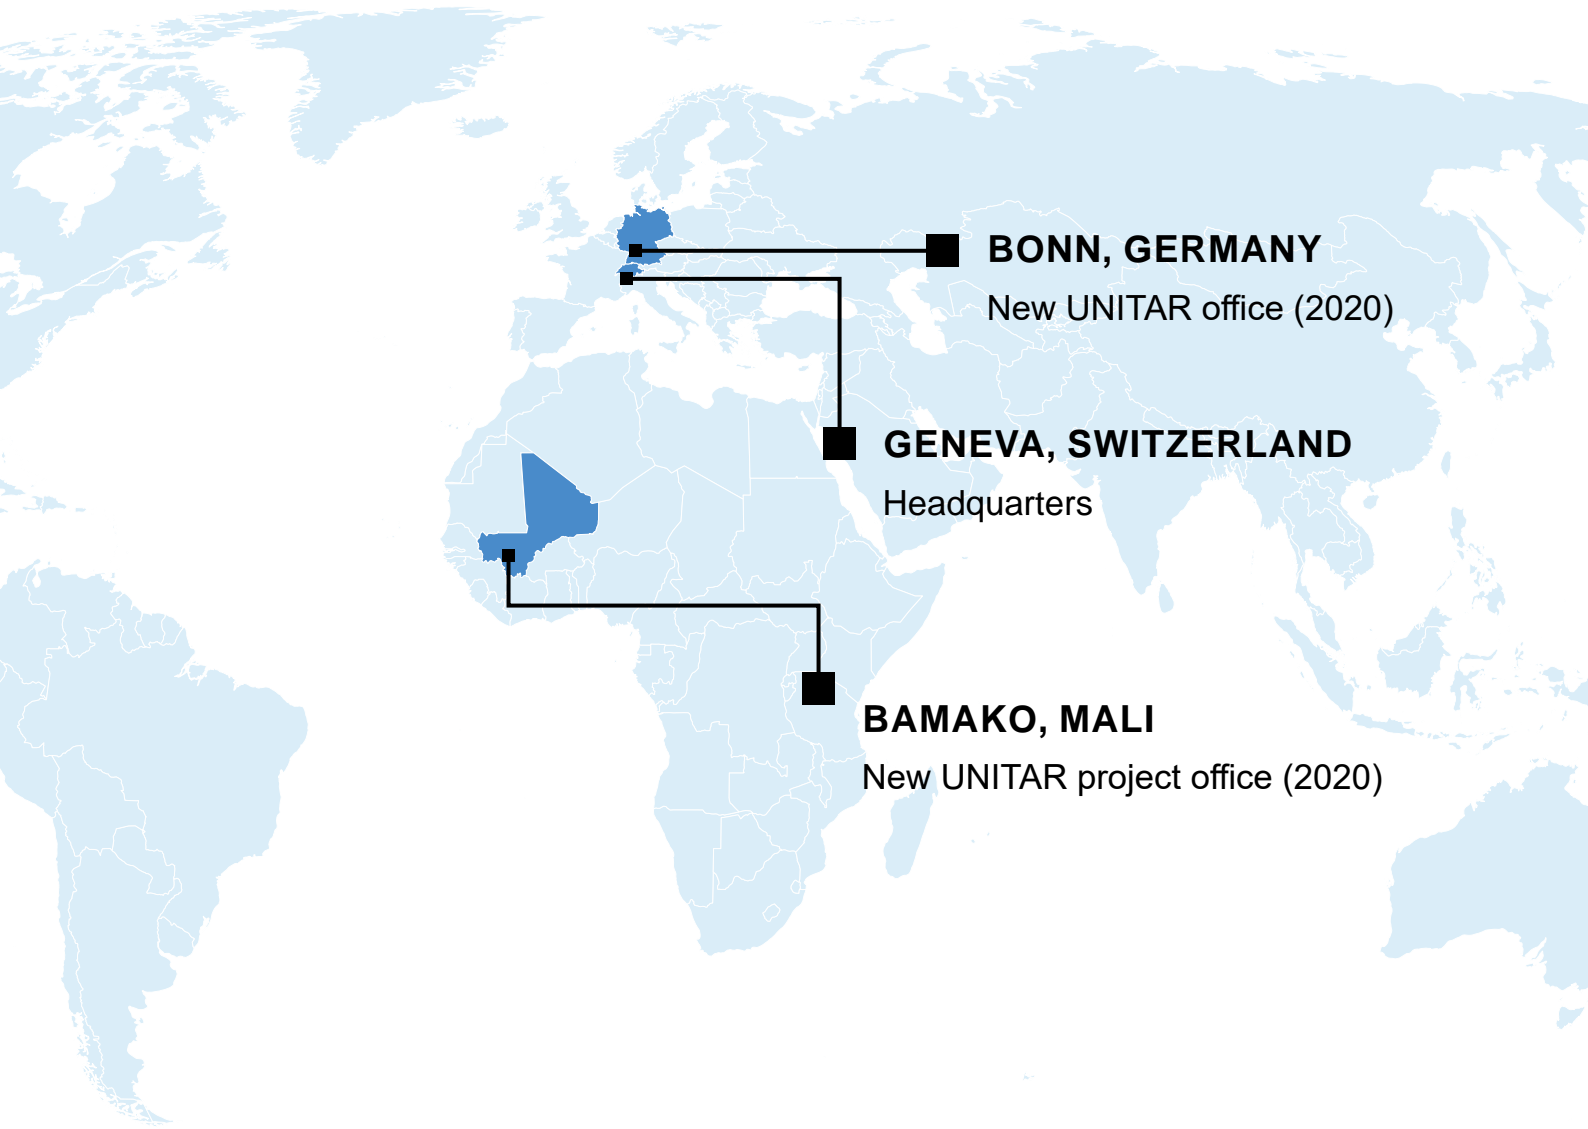 BONN, GERMANY
New UNITAR office (2020)
GENEVA, SWITZERLAND
Headquarters
BAMAKO, MALI
New UNITAR project office (2020)